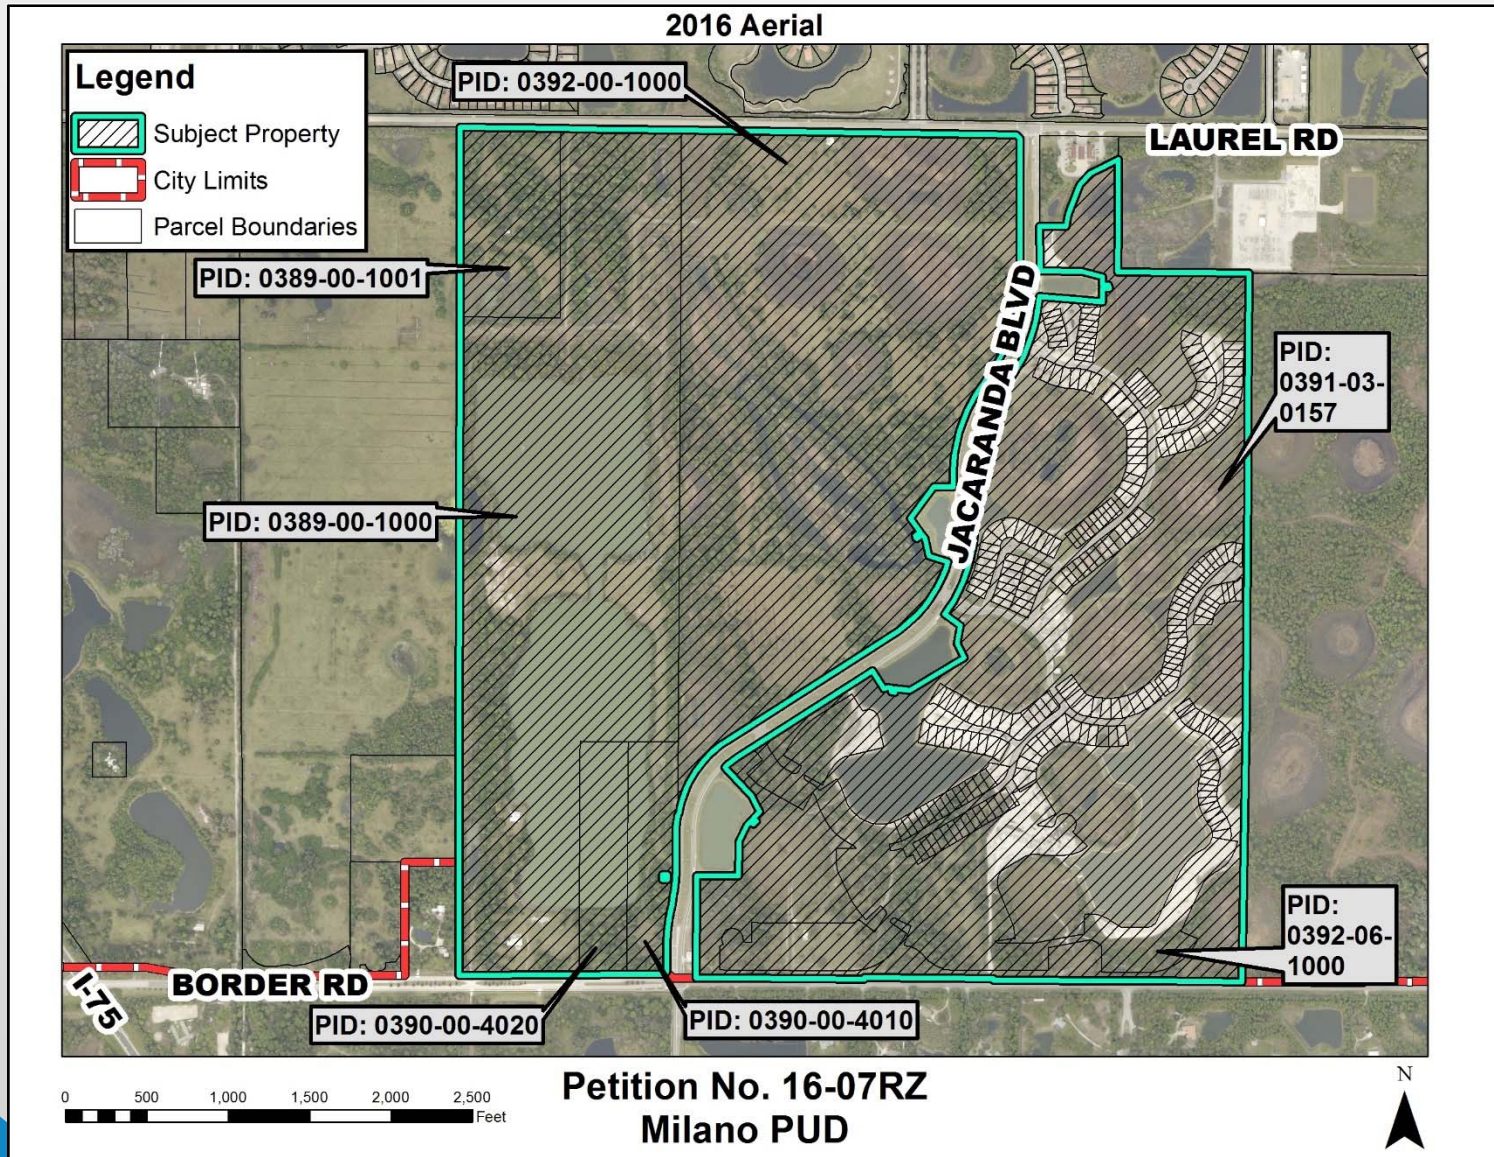 2016 Aerial
Legend
Subject Property
City Limits
Parcel Boundaries
PID: 0392-00-1000
LAUREL RD
PID: 0389-00-1001
JACARANDA BLVD
PID:
0391-03-
0157
PID: 0389-00-1000
PID:
0392-06-
1000
I-75
BORDER RD
PID: 0390-00-4020
PID: 0390-00-4010
0 500 1,000 1,500 2,000 2,500
Feet
Petition No. 16-07RZ
Milano PUD
N